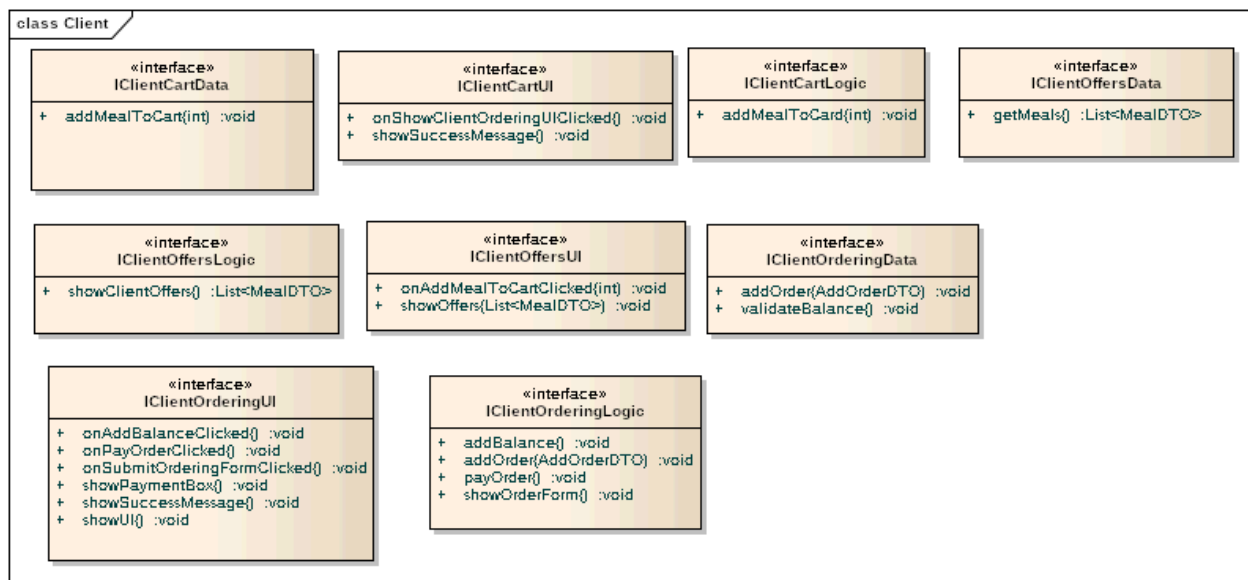 class Client
«interface»
IClientCartData
+ addMealToCart(int) :void
«interface»
IClientCartUI
+ onShowClientOrderingUIClicked() :void
+ showSuccessMessage() :void
«interface»
IClientCartLogic
+ addMealToCard(int) :void
«interface»
IClientOffersData
+ getMeals() :List<MealDTO>
«interface»
IClientOffersLogic
+ showClientOffers() :List<MealDTO>
«interface»
IClientOffersUI
+ onAddMealToCartClicked(int) :void
+ showOffers(List<MealDTO>) :void
«interface»
IClientOrderingData
+ addOrder(AddOrderDTO) :void
+ validateBalance() :void
«interface»
IClientOrderingUI
+ onAddBalanceClicked() :void
+ onPayOrderClicked() :void
+ onSubmitOrderingFormClicked() :void
+ showPaymentBox() :void
+ showSuccessMessage() :void
+ showUI() :void
«interface»
IClientOrderingLogic
+ addBalance() :void
+ addOrder(AddOrderDTO) :void
+ payOrder() :void
+ showOrderForm() :void